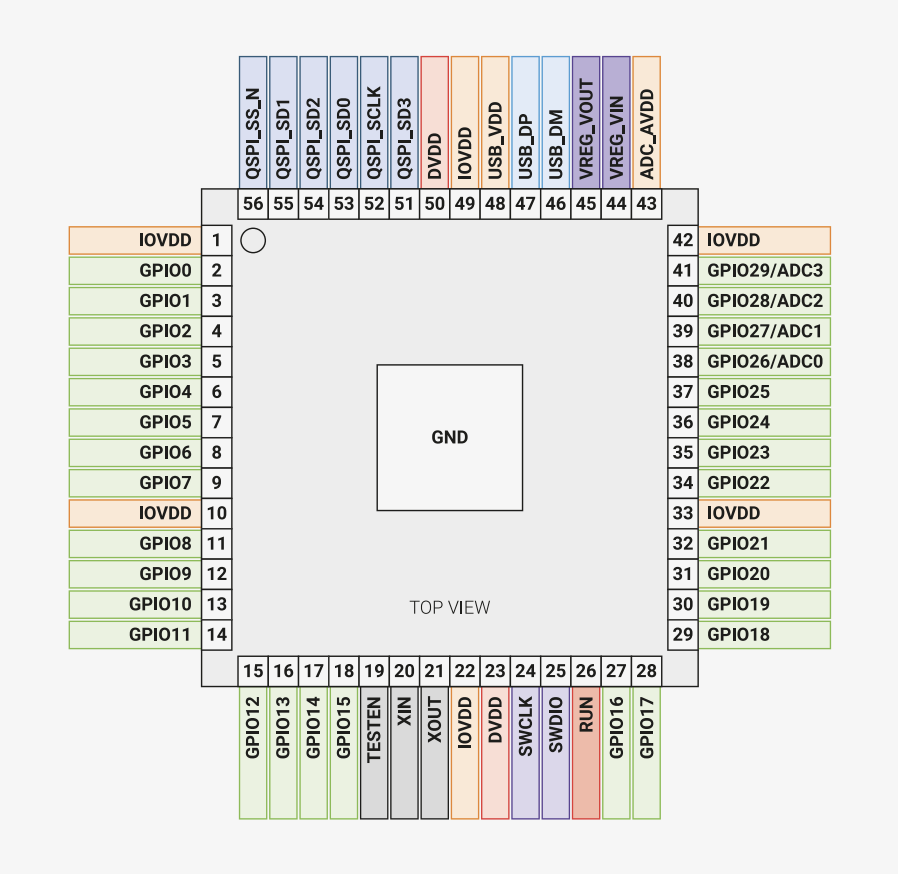 QSPI_SS_N
QSPI_SD1
QSPI_SD2
QSPI_SD0
QSPI_SCLK
QSPI_SD3
DVDD
IOVDD
USB_VDD
USB_DP
USB_DM
VREG_VOUT
VREG_VIN
ADC_AVDD
56 55 54 53 52 51 50 49 48 47 46 45 44 43
IOVDD 1
GPIO0 2
GPIO1 3
GPIO2 4
GPIO3 5
GPIO4 6
GPIO5 7
GPIO6 8
GPIO7 9
IOVDD 10
GPIO8 11
GPIO9 12
GPIO10 13
GPIO11 14
42 IOVDD
41 GPIO29/ADC3
40 GPIO28/ADC2
39 GPIO27/ADC1
38 GPIO26/ADC0
37 GPIO25
36 GPIO24
35 GPIO23
34 GPIO22
33 IOVDD
32 GPIO21
31 GPIO20
30 GPIO19
29 GPIO18
GND
TOP VIEW
15 16 17 18 19 20 21 22 23 24 25 26 27 28
GPIO12
GPIO13
GPIO14
GPIO15
TESTEN
XIN
XOUT
IOVDD
DVDD
SWCLK
SWDIO
RUN
GPIO16
GPIO17